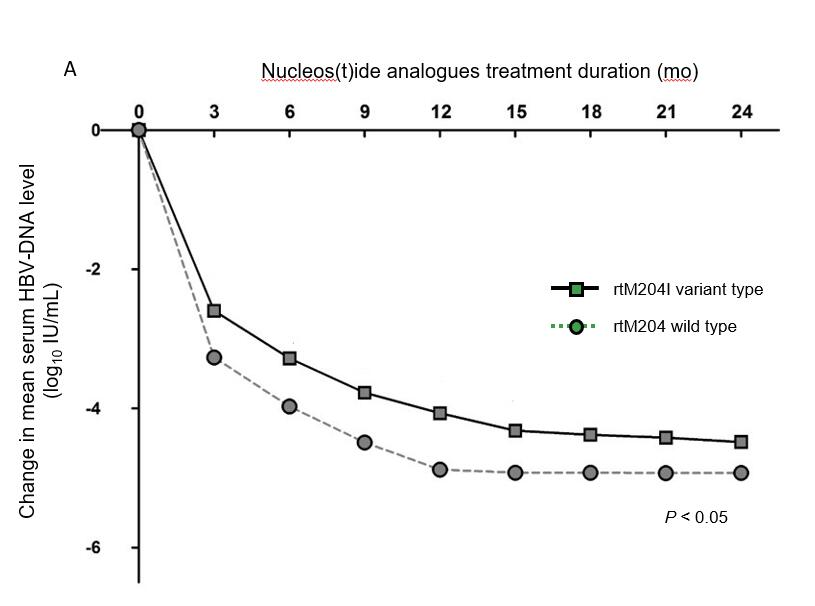 A
Nucleos(t)ide analogues treatment duration (mo)
0 3 6 9 12 15 18 21 24
0
-2
-4
-6
Change in mean serum HBV-DNA level
(log10 IU/mL)
rtM204I variant type
rtM204 wild type
P < 0.05